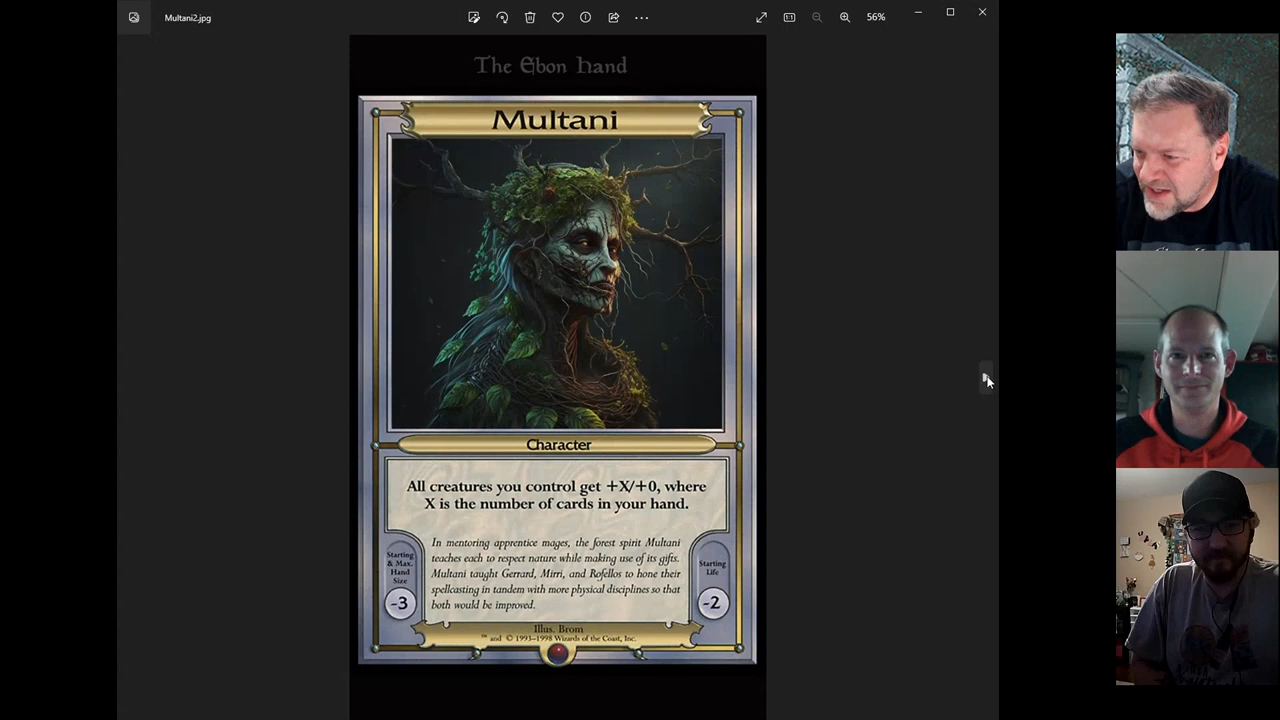 Multani2.jpg
56%
The Ebon Hand
Multani
Character
All creatures you control get +X/+0, where
X is the number of cards in your hand.
In mentoring apprentice mages, the forest spirit Multani
teaches each to respect nature while making use of its gifts.
Multani taught Gerrard, Mirri, and Rofellos to hone their
spellcasting in tandem with more physical disciplines so that
both would be improved.
Starting
& Max.
Hand
Size
-3
Starting
Life
-2
Illus. Brom
™ and © 1993–1998 Wizards of the Coast, Inc.